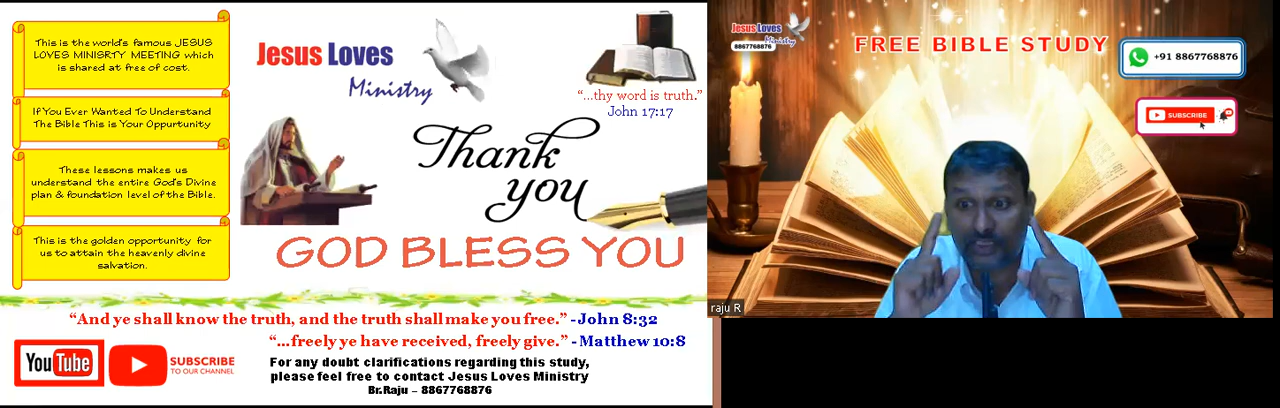 This is the world's famous JESUS
LOVES MINISRTY MEETING which
is shared at free of cost.
If You Ever Wanted To Understand
The Bible This is Your Oppurtunity
These lessons makes us
understand the entire God's Divine
plan & foundation level of the Bible.
This is the golden opportunity for
us to attain the heavenly divine
salvation.
Jesus Loves
Ministry
"...thy word is truth."
John 17:17
Thank
you
GOD BLESS YOU
"And ye shall know the truth, and the truth shall make you free." - John 8:32
"...freely ye have received, freely give." - Matthew 10:8
You Tube
SUBSCRIBE
TO OUR CHANNEL
For any doubt clarifications regarding this study,
please feel free to contact Jesus Loves Ministry
Br.Raju – 8867768876
Jesus Loves
Ministry
8867768876
FREE BIBLE STUDY
+91 8867768876
SUBSCRIBE
raju R